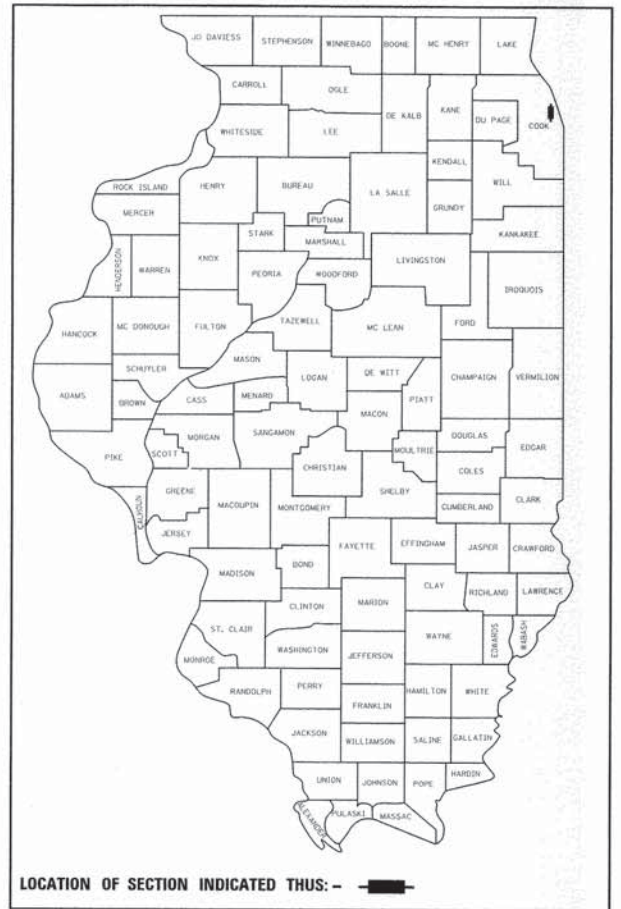 JO DAVIESS STEPHENSON WINNEBAGO BOONE MC HENRY LAKE
CARROLL OGLE DE KALB KANE DU PAGE COOK
WHITESIDE LEE KENDALL WILL
ROCK ISLAND HENRY BUREAU LA SALLE GRUNDY
MERCER PUTNAM KANKAKEE
HENDERSON WARREN KNOX STARK MARSHALL LIVINGSTON
PEORIA WOODFORD IROQUOIS
HANCOCK MC DONOUGH FULTON TAZEWELL MC LEAN FORD
SCHUYLER MASON LOGAN DE WITT CHAMPAIGN VERMILION
ADAMS BROWN CASS MENARD MACON PIATT
PIKE SCOTT MORGAN SANGAMON CHRISTIAN MOULTRIE DOUGLAS COLES EDGAR
CALHOUN GREENE MACOUPIN MONTGOMERY SHELBY CUMBERLAND CLARK
JERSEY FAYETTE EFFINGHAM JASPER CRAWFORD
MADISON BOND CLAY RICHLAND LAWRENCE
CLINTON MARION
ST. CLAIR WAYNE EDWARDS WABASH
MONROE WASHINGTON JEFFERSON
RANDOLPH PERRY FRANKLIN HAMILTON WHITE
JACKSON WILLIAMSON SALINE GALLATIN
UNION JOHNSON POPE HARDIN
ALEXANDER PULASKI MASSAC
LOCATION OF SECTION INDICATED THUS: -